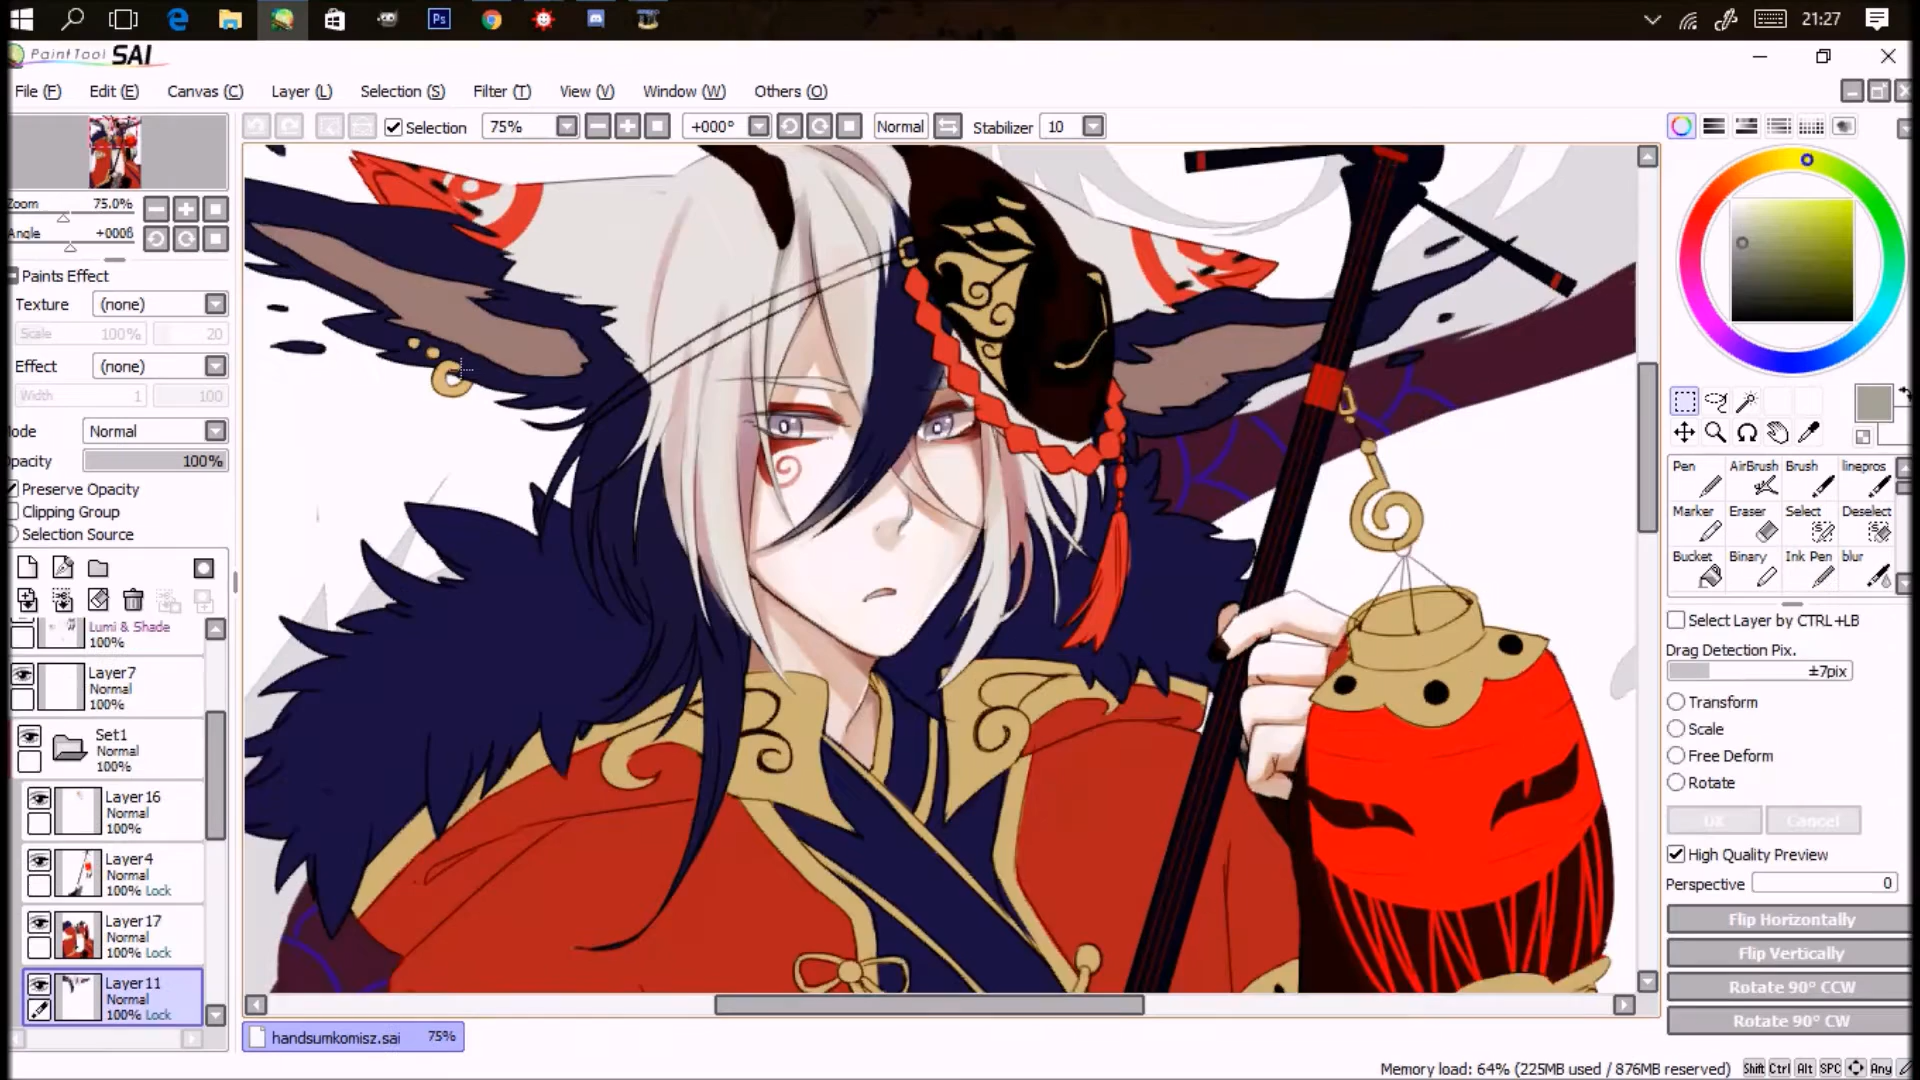 Ps
21:27
PaintTool SAI
File (F) Edit (E) Canvas (C) Layer (L) Selection (S) Filter (T) View (V) Window (W) Others (O)
Selection 75% +000° Normal Stabilizer 10
Zoom 75.0%
Angle +000ß
Paints Effect
Texture (none)
Scale 100% 20
Effect (none)
Width 1 100
ode Normal
pacity 100%
Preserve Opacity
Clipping Group
Selection Source
Lumi & Shade
100%
Layer7
Normal
100%
Set1
Normal
100%
Layer16
Normal
100%
Layer4
Normal
100% Lock
Layer17
Normal
100% Lock
Layer11
Normal
100% Lock
Pen AirBrush Brush linepros
Marker Eraser Select Deselect
Bucket Binary Ink Pen blur
Select Layer by CTRL+LB
Drag Detection Pix.
±7pix
Transform
Scale
Free Deform
Rotate
OK Cancel
High Quality Preview
Perspective 0
Flip Horizontally
Flip Vertically
Rotate 90° CCW
Rotate 90° CW
handsumkomisz.sai 75%
Memory load: 64% (225MB used / 876MB reserved) Shift Ctrl Alt SPC Any